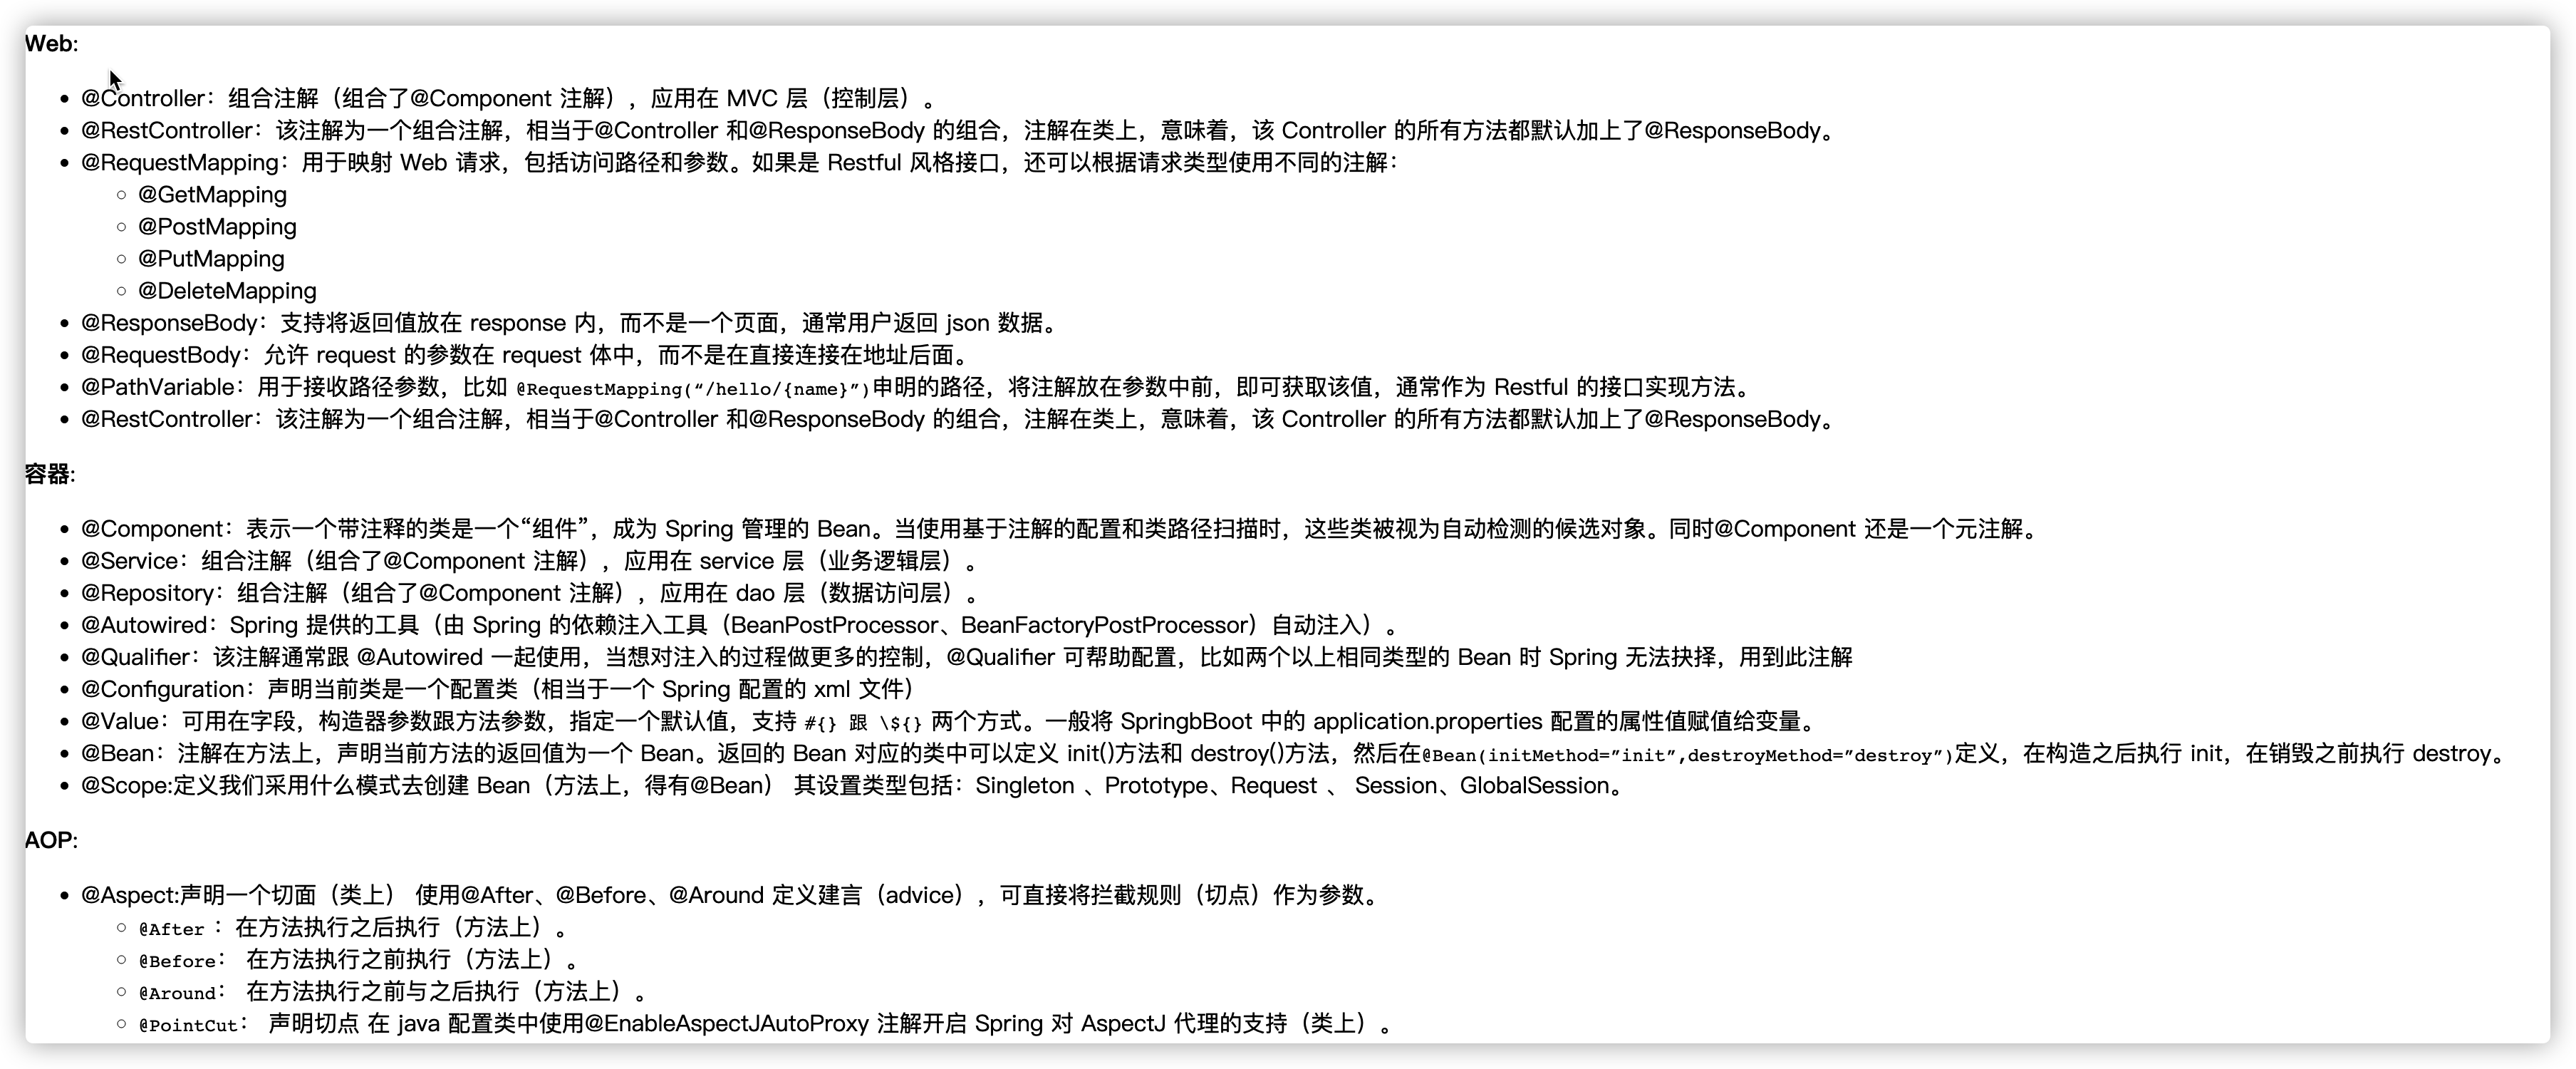 Web:
@Controller：组合注解（组合了@Component 注解），应用在 MVC 层（控制层）。
@RestController：该注解为一个组合注解，相当于@Controller 和@ResponseBody 的组合，注解在类上，意味着，该 Controller 的所有方法都默认加上了@ResponseBody。
@RequestMapping：用于映射 Web 请求，包括访问路径和参数。如果是 Restful 风格接口，还可以根据请求类型使用不同的注解：
@GetMapping
@PostMapping
@PutMapping
@DeleteMapping
@ResponseBody：支持将返回值放在 response 内，而不是一个页面，通常用户返回 json 数据。
@RequestBody：允许 request 的参数在 request 体中，而不是在直接连接在地址后面。
@PathVariable：用于接收路径参数，比如 @RequestMapping(“/hello/{name}”)申明的路径，将注解放在参数中前，即可获取该值，通常作为 Restful 的接口实现方法。
@RestController：该注解为一个组合注解，相当于@Controller 和@ResponseBody 的组合，注解在类上，意味着，该 Controller 的所有方法都默认加上了@ResponseBody。
容器:
@Component：表示一个带注释的类是一个“组件”，成为 Spring 管理的 Bean。当使用基于注解的配置和类路径扫描时，这些类被视为自动检测的候选对象。同时@Component 还是一个元注解。
@Service：组合注解（组合了@Component 注解），应用在 service 层（业务逻辑层）。
@Repository：组合注解（组合了@Component 注解），应用在 dao 层（数据访问层）。
@Autowired：Spring 提供的工具（由 Spring 的依赖注入工具（BeanPostProcessor、BeanFactoryPostProcessor）自动注入）。
@Qualifier：该注解通常跟 @Autowired 一起使用，当想对注入的过程做更多的控制，@Qualifier 可帮助配置，比如两个以上相同类型的 Bean 时 Spring 无法抉择，用到此注解
@Configuration：声明当前类是一个配置类（相当于一个 Spring 配置的 xml 文件）
@Value：可用在字段，构造器参数跟方法参数，指定一个默认值，支持 #{} 跟 \${} 两个方式。一般将 SpringbBoot 中的 application.properties 配置的属性值赋值给变量。
@Bean：注解在方法上，声明当前方法的返回值为一个 Bean。返回的 Bean 对应的类中可以定义 init()方法和 destroy()方法，然后在@Bean(initMethod=”init”,destroyMethod=”destroy”)定义，在构造之后执行 init，在销毁之前执行 destroy。
@Scope:定义我们采用什么模式去创建 Bean（方法上，得有@Bean） 其设置类型包括：Singleton 、Prototype、Request 、 Session、GlobalSession。
AOP:
@Aspect:声明一个切面（类上） 使用@After、@Before、@Around 定义建言（advice），可直接将拦截规则（切点）作为参数。
@After ：在方法执行之后执行（方法上）。
@Before： 在方法执行之前执行（方法上）。
@Around： 在方法执行之前与之后执行（方法上）。
@PointCut： 声明切点 在 java 配置类中使用@EnableAspectJAutoProxy 注解开启 Spring 对 AspectJ 代理的支持（类上）。